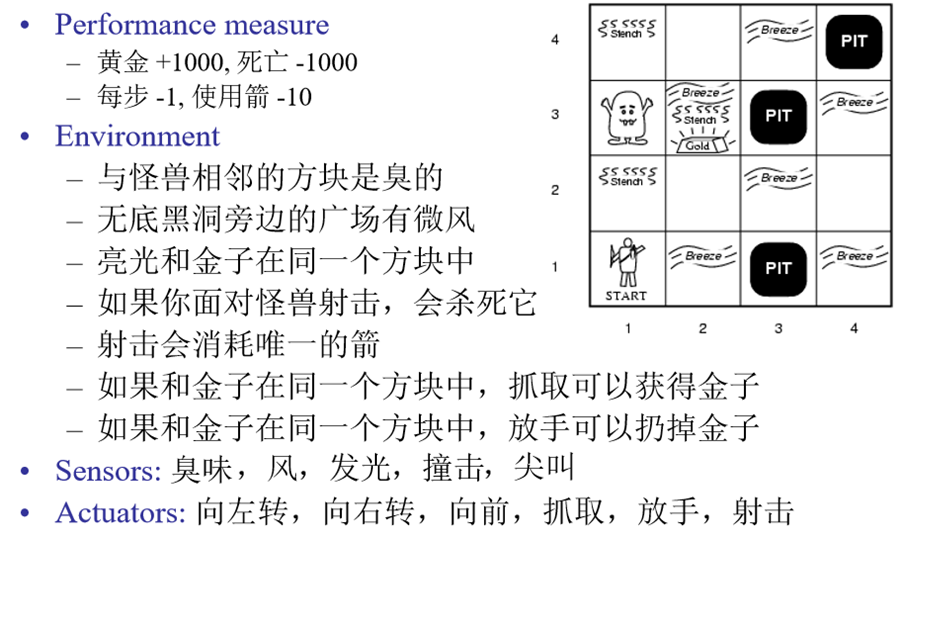 • Performance measure
– 黄金 +1000, 死亡 -1000
– 每步 -1, 使用箭 -10
• Environment
– 与怪兽相邻的方块是臭的
– 无底黑洞旁边的广场有微风
– 亮光和金子在同一个方块中
– 如果你面对怪兽射击，会杀死它
– 射击会消耗唯一的箭
– 如果和金子在同一个方块中，抓取可以获得金子
– 如果和金子在同一个方块中，放手可以扔掉金子
• Sensors: 臭味，风，发光，撞击，尖叫
• Actuators: 向左转，向右转，向前，抓取，放手，射击
4
SS SSSS
Stench S
Breeze
PIT
3
Breeze
SS SSSS
Stench S
Gold
PIT
Breeze
2
SS SSSS
Stench S
Breeze
1
START
Breeze
PIT
Breeze
1 2 3 4